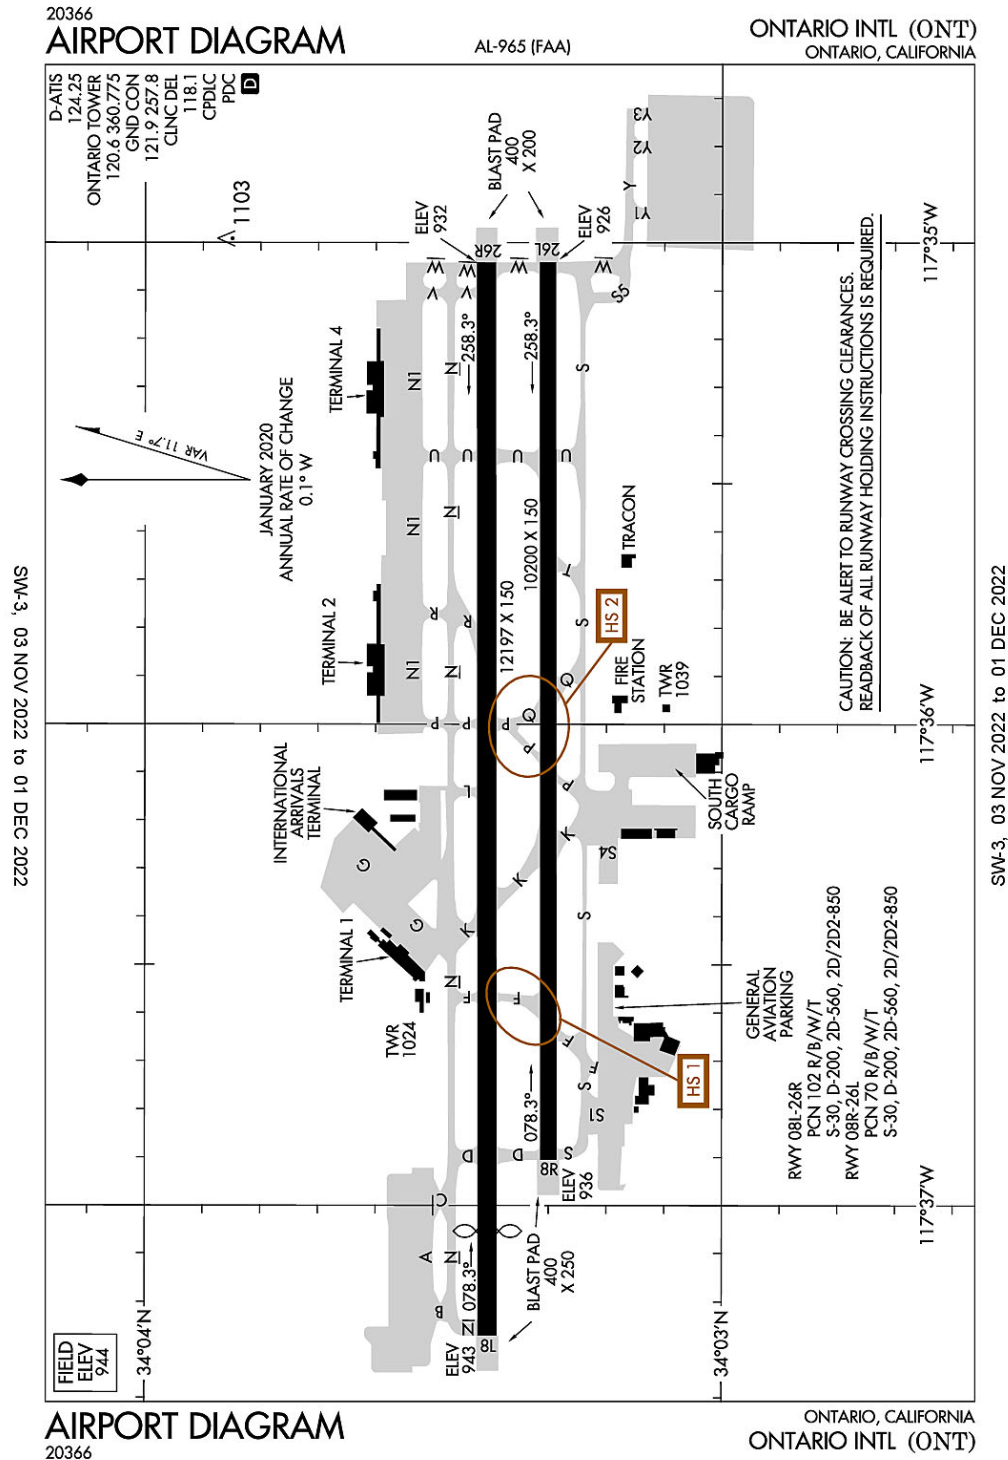 20366
AIRPORT DIAGRAM
AL-965 (FAA)
ONTARIO INTL (ONT)
ONTARIO, CALIFORNIA
D-ATIS
124.25
ONTARIO TOWER
120.6 360.775
GND CON
121.9 257.8
CLNC DEL
118.1
CPDLC
PDC
D
1103
BLAST PAD
400
X 200
ELEV
932
ELEV
926
26R
26L
Y3
Y2
Y
Y1
W
W
W
W
V
V
S5
117°35'W
258.3°
258.3°
TERMINAL 4
N1
N
S
VAR 11.7° E
JANUARY 2020
ANNUAL RATE OF CHANGE
0.1° W
U
U
U
U
N1
N
10200 X 150
T
TRACON
TERMINAL 2
R
R
12197 X 150
S
HS 2
N1
N
Q
FIRE
STATION
TWR
1039
P
P
P
Q
P
P
117°36'W
CAUTION: BE ALERT TO RUNWAY CROSSING CLEARANCES.
READBACK OF ALL RUNWAY HOLDING INSTRUCTIONS IS REQUIRED.
INTERNATIONAL
ARRIVALS
TERMINAL
L
SOUTH
CARGO
RAMP
G
K
K
S4
G
K
S
TERMINAL 1
N
F
F
TWR
1024
GENERAL
AVIATION
PARKING
F
F
HS 1
S
S1
078.3°
D
D
S
8R
ELEV
936
RWY 08L-26R
PCN 102 R/B/W/T
S-30, D-200, 2D-560, 2D/2D2-850
RWY 08R-26L
PCN 70 R/B/W/T
S-30, D-200, 2D-560, 2D/2D2-850
C
117°37'W
A
N
078.3°
BLAST PAD
400
X 250
B
N
8L
ELEV
943
FIELD
ELEV
944
34°04'N
34°03'N
SW-3, 03 NOV 2022 to 01 DEC 2022
SW-3, 03 NOV 2022 to 01 DEC 2022
AIRPORT DIAGRAM
20366
ONTARIO, CALIFORNIA
ONTARIO INTL (ONT)